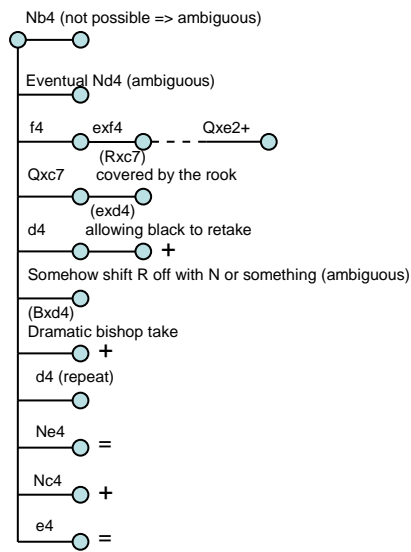 Nb4 (not possible => ambiguous)
Eventual Nd4 (ambiguous)
f4 exf4 Qxe2+
(Rxc7)
Qxc7 covered by the rook
(exd4)
d4 allowing black to retake
+
Somehow shift R off with N or something (ambiguous)
(Bxd4)
Dramatic bishop take
+
d4 (repeat)
Ne4
=
Nc4
+
e4
=